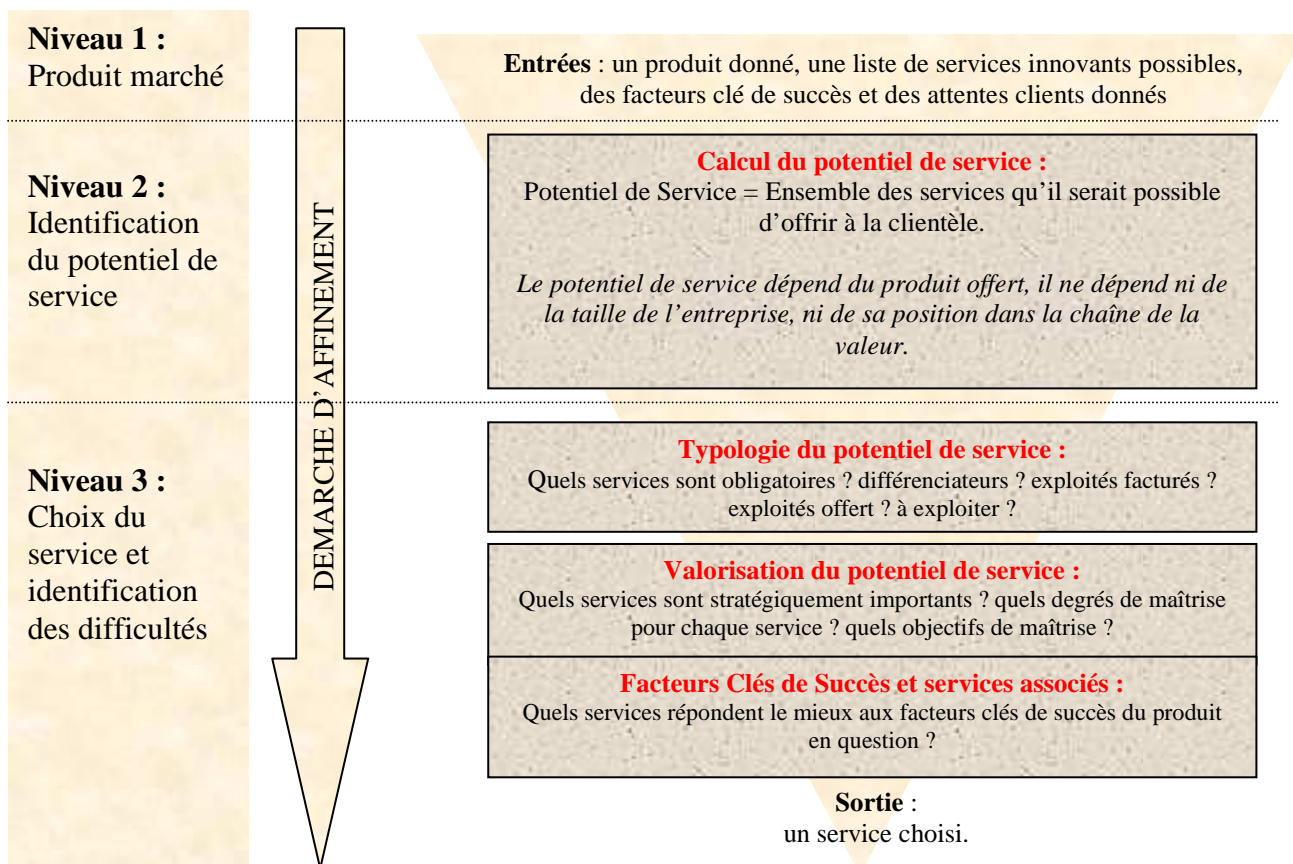 Niveau 1 :
Produit marché
Entrées : un produit donné, une liste de services innovants possibles,
des facteurs clé de succès et des attentes clients donnés
Niveau 2 :
Identification
du potentiel de
service
DEMARCHE D'AFFINEMENT
Calcul du potentiel de service :
Potentiel de Service = Ensemble des services qu'il serait possible
d'offrir à la clientèle.
Le potentiel de service dépend du produit offert, il ne dépend ni de
la taille de l'entreprise, ni de sa position dans la chaîne de la
valeur.
Niveau 3 :
Choix du
service et
identification
des difficultés
Typologie du potentiel de service :
Quels services sont obligatoires ? différenciateurs ? exploités facturés ?
exploités offert ? à exploiter ?
Valorisation du potentiel de service :
Quels services sont stratégiquement importants ? quels degrés de maîtrise
pour chaque service ? quels objectifs de maîtrise ?
Facteurs Clés de Succès et services associés :
Quels services répondent le mieux aux facteurs clés de succès du produit
en question ?
Sortie :
un service choisi.